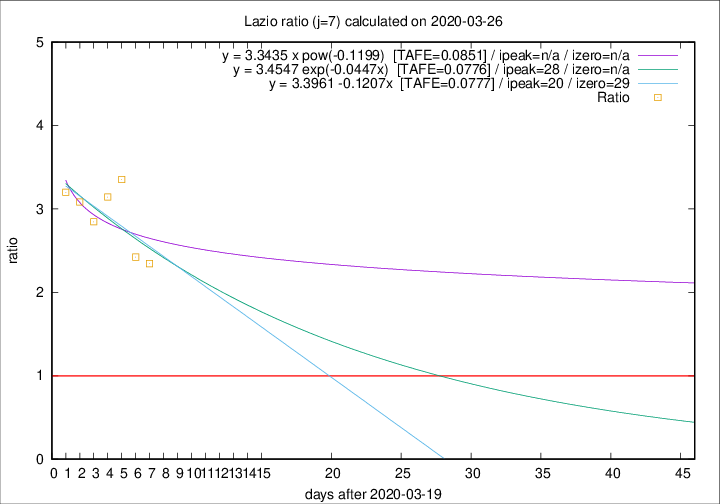 Lazio ratio (j=7) calculated on 2020-03-26
y = 3.3435 x pow(-0.1199) [TAFE=0.0851] / ipeak=n/a / izero=n/a
y = 3.4547 exp(-0.0447x) [TAFE=0.0776] / ipeak=28 / izero=n/a
y = 3.3961 -0.1207x [TAFE=0.0777] / ipeak=20 / izero=29
Ratio
5
4
3
2
1
0
ratio
0 1 2 3 4 5 6 7 8 9 10 11 12 13 14 15 20 25 30 35 40 45
days after 2020-03-19